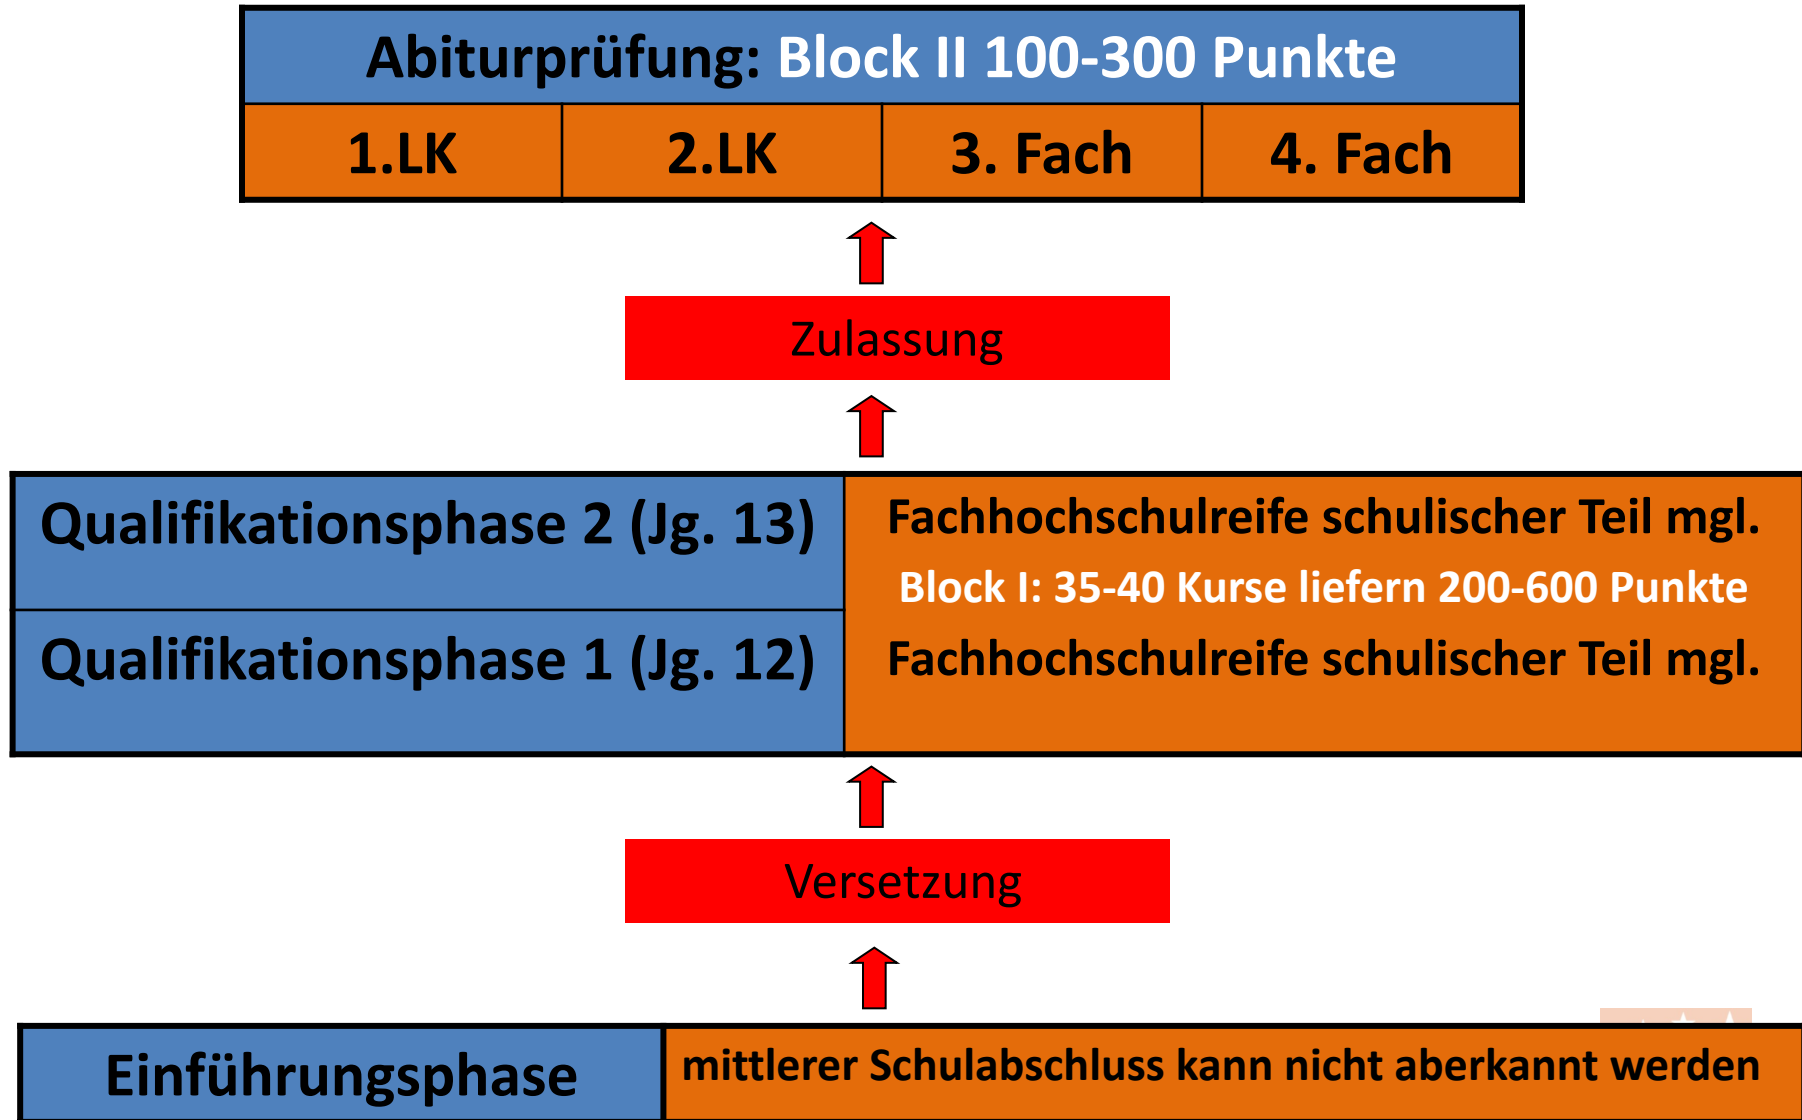 Abiturprüfung: Block II 100-300 Punkte
1.LK
2.LK
3. Fach
4. Fach
Zulassung
Qualifikationsphase 2 (Jg. 13)
Fachhochschulreife schulischer Teil mgl.
Block I: 35-40 Kurse liefern 200-600 Punkte
Qualifikationsphase 1 (Jg. 12)
Fachhochschulreife schulischer Teil mgl.
Versetzung
Einführungsphase
mittlerer Schulabschluss kann nicht aberkannt werden